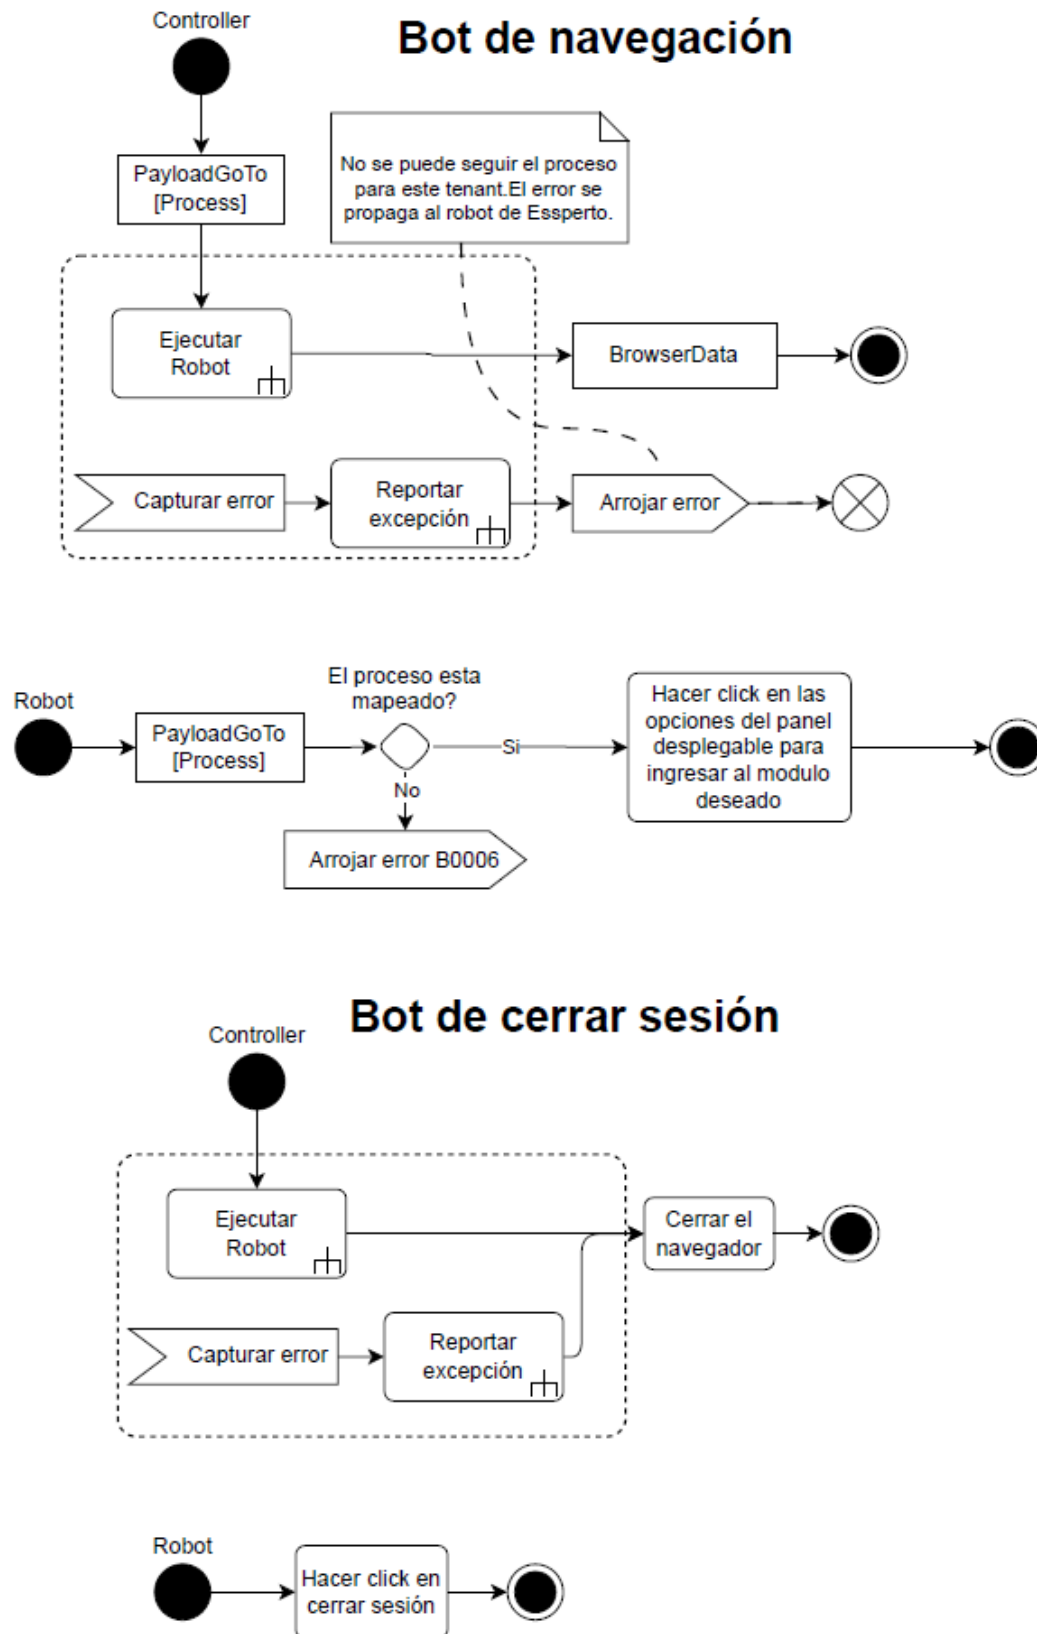 Controller
Bot de navegación
PayloadGoTo
[Process]
No se puede seguir el proceso
para este tenant.El error se
propaga al robot de Essperto.
Ejecutar
Robot
BrowserData
Capturar error
Reportar
excepción
Arrojar error
Robot
PayloadGoTo
[Process]
El proceso esta
mapeado?
Si
No
Hacer click en las
opciones del panel
desplegable para
ingresar al modulo
deseado
Arrojar error B0006
Bot de cerrar sesión
Controller
Ejecutar
Robot
Cerrar el
navegador
Capturar error
Reportar
excepción
Robot
Hacer click en
cerrar sesión